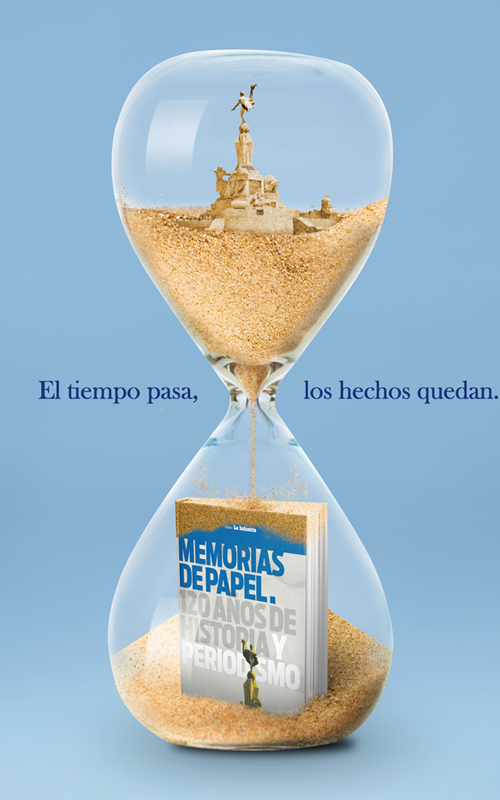 El tiempo pasa, los hechos quedan.
La Industria
MEMORIAS
DE PAPEL.
120 AÑOS DE
HISTORIA Y
PERIODISMO